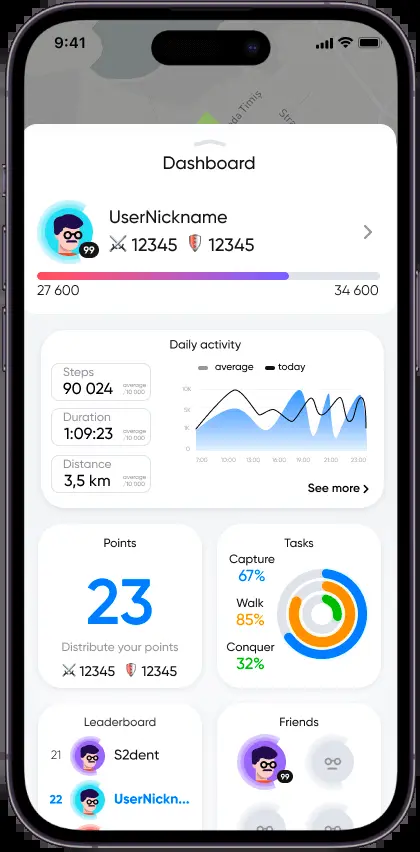 9:41
da Timiș
Stra
Dashboard
UserNickname
99
12345 12345
27 600 34 600
Daily activity
Steps
90 024 average /10 000
Duration
1:09:23 average /10 000
Distance
3,5 km average /10 000
average today
10K
5K
1K
0
7.00 10.00 13.00 16.00 19.00 21.00 23.00
See more
Points
23
Distribute your points
12345 12345
Tasks
Capture
67%
Walk
85%
Conquer
32%
Leaderboard
21 S2dent
22 UserNickn...
Friends
99